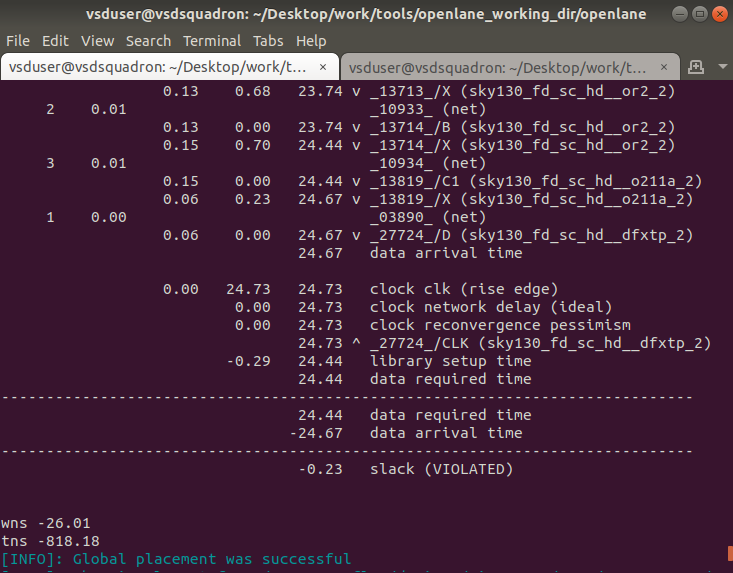 vsduser@vsdsquadron: ~/Desktop/work/tools/openlane_working_dir/openlane
File Edit View Search Terminal Tabs Help
vsduser@vsdsquadron: ~/Desktop/work/t... × vsduser@vsdsquadron: ~/Desktop/work/t... ×
0.13 0.68 23.74 v _13713_/X (sky130_fd_sc_hd__or2_2)
2 0.01 _10933_ (net)
0.13 0.00 23.74 v _13714_/B (sky130_fd_sc_hd__or2_2)
0.15 0.70 24.44 v _13714_/X (sky130_fd_sc_hd__or2_2)
3 0.01 _10934_ (net)
0.15 0.00 24.44 v _13819_/C1 (sky130_fd_sc_hd__o211a_2)
0.06 0.23 24.67 v _13819_/X (sky130_fd_sc_hd__o211a_2)
1 0.00 _03890_ (net)
0.06 0.00 24.67 v _27724_/D (sky130_fd_sc_hd__dfxtp_2)
24.67 data arrival time
0.00 24.73 24.73 clock clk (rise edge)
0.00 24.73 clock network delay (ideal)
0.00 24.73 clock reconvergence pessimism
24.73 ^ _27724_/CLK (sky130_fd_sc_hd__dfxtp_2)
-0.29 24.44 library setup time
24.44 data required time
-----------------------------------------------------------------------------
24.44 data required time
-24.67 data arrival time
-----------------------------------------------------------------------------
-0.23 slack (VIOLATED)
wns -26.01
tns -818.18
[INFO]: Global placement was successful